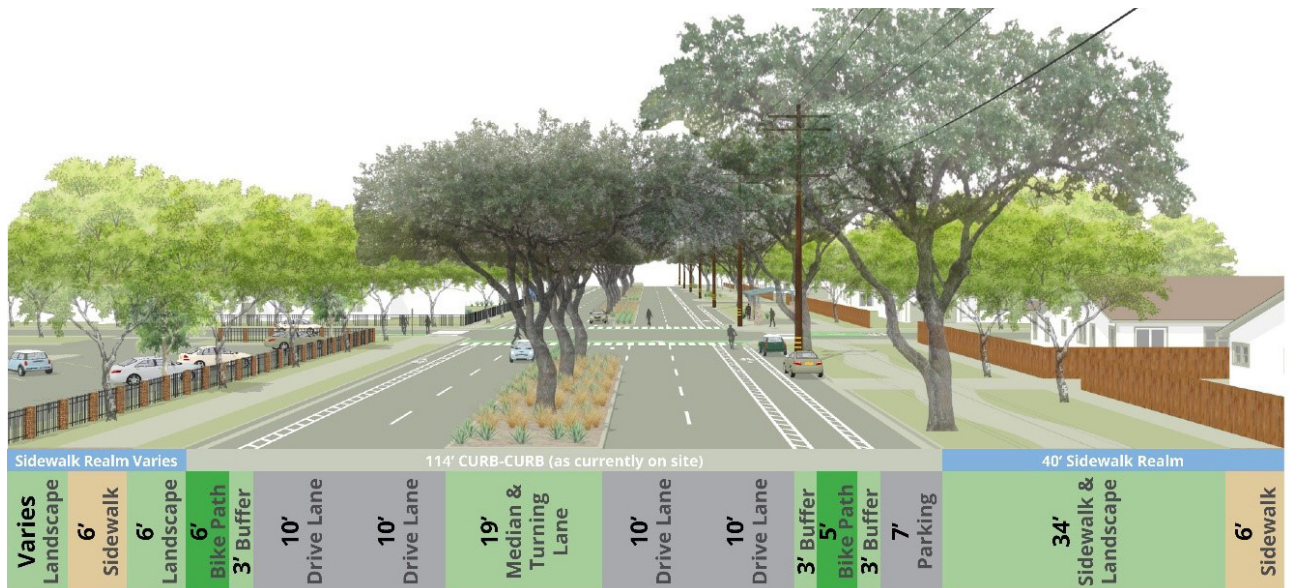 Sidewalk Realm Varies
114’ CURB-CURB (as currently on site)
40’ Sidewalk Realm
Varies
Landscape
6’
Sidewalk
6’
Landscape
6’
Bike Path
3’ Buffer
10’
Drive Lane
10’
Drive Lane
19’
Median &
Turning
Lane
10’
Drive Lane
10’
Drive Lane
3’ Buffer
5’
Bike Path
3’ Buffer
7’
Parking
34’
Sidewalk &
Landscape
6’
Sidewalk